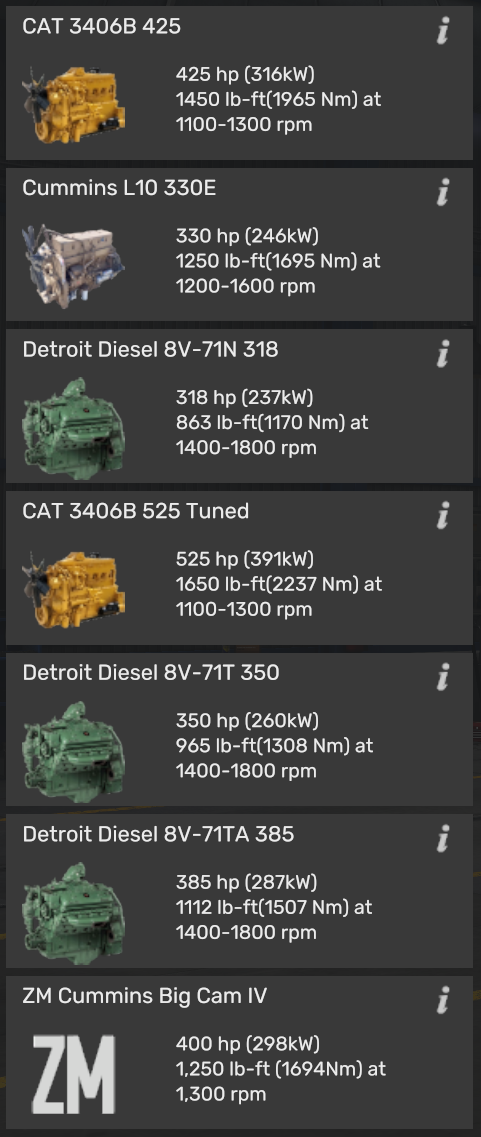 CAT 3406B 425
i
425 hp (316kW)
1450 lb-ft(1965 Nm) at
1100-1300 rpm
Cummins L10 330E
i
330 hp (246kW)
1250 lb-ft(1695 Nm) at
1200-1600 rpm
Detroit Diesel 8V-71N 318
i
318 hp (237kW)
863 lb-ft(1170 Nm) at
1400-1800 rpm
CAT 3406B 525 Tuned
i
525 hp (391kW)
1650 lb-ft(2237 Nm) at
1100-1300 rpm
Detroit Diesel 8V-71T 350
i
350 hp (260kW)
965 lb-ft(1308 Nm) at
1400-1800 rpm
Detroit Diesel 8V-71TA 385
i
385 hp (287kW)
1112 lb-ft(1507 Nm) at
1400-1800 rpm
ZM Cummins Big Cam IV
i
ZM
400 hp (298kW)
1,250 lb-ft (1694Nm) at
1,300 rpm